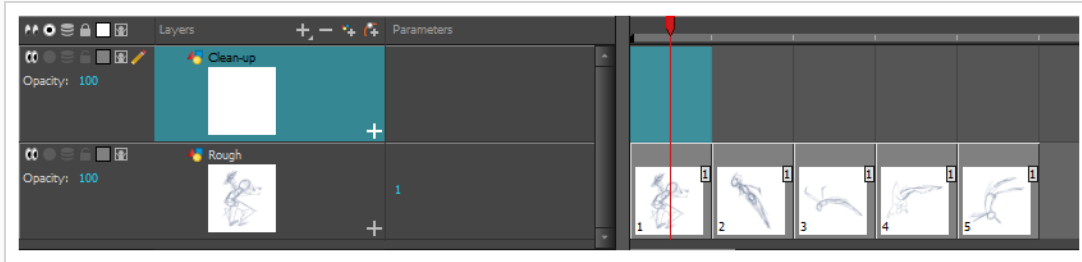 Layers Parameters
Clean-up
Opacity: 100
Rough
Opacity: 100
1
1 1 1 1 1
1 2 3 4 5